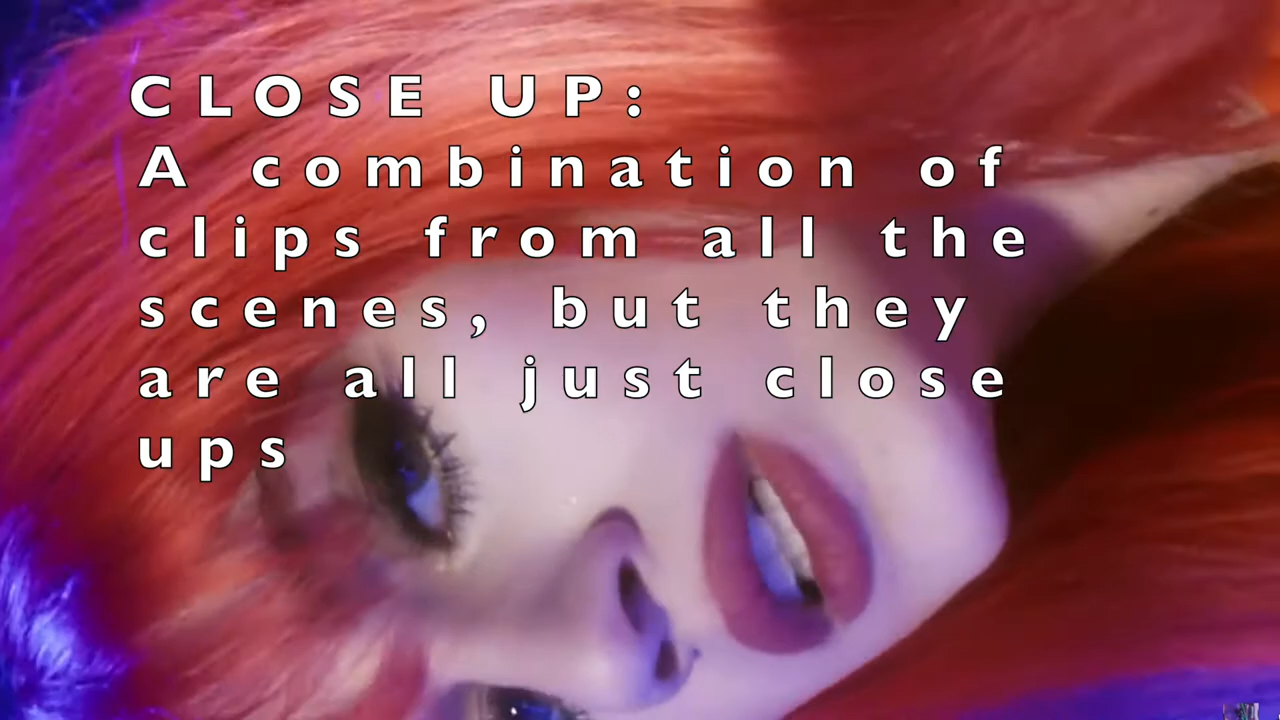 CLOSE UP:
A combination of
clips from all the
scenes, but they
are all just close
ups